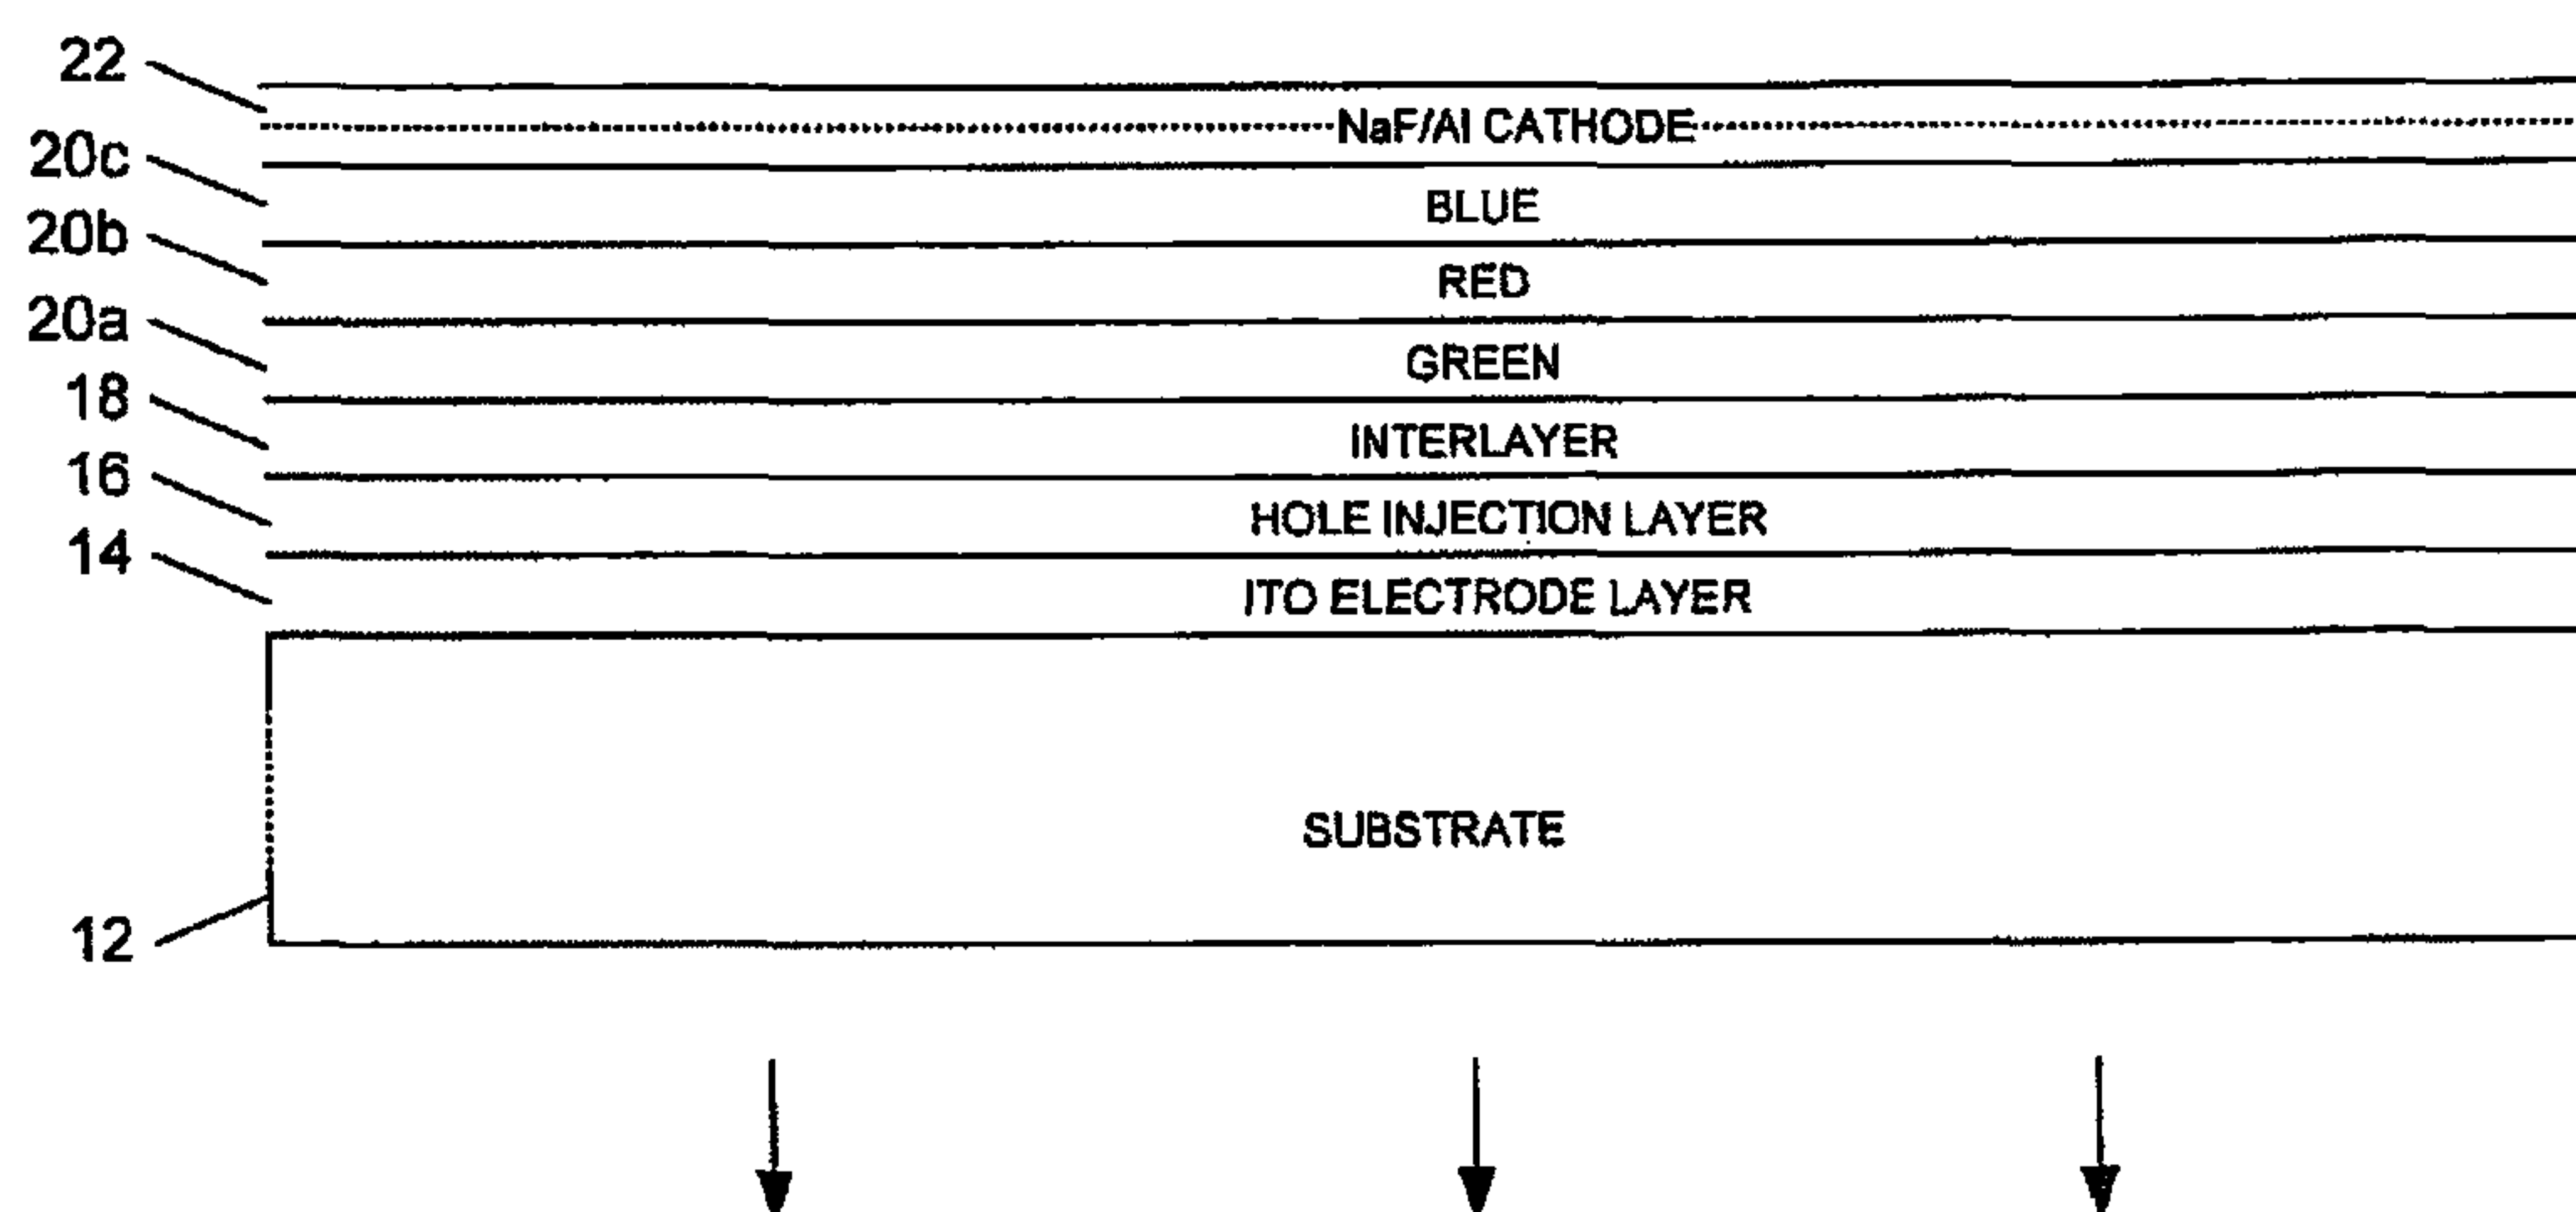 22
NaF/Al CATHODE
20c
BLUE
20b
RED
20a
GREEN
18
INTERLAYER
16
HOLE INJECTION LAYER
14
ITO ELECTRODE LAYER
SUBSTRATE
12